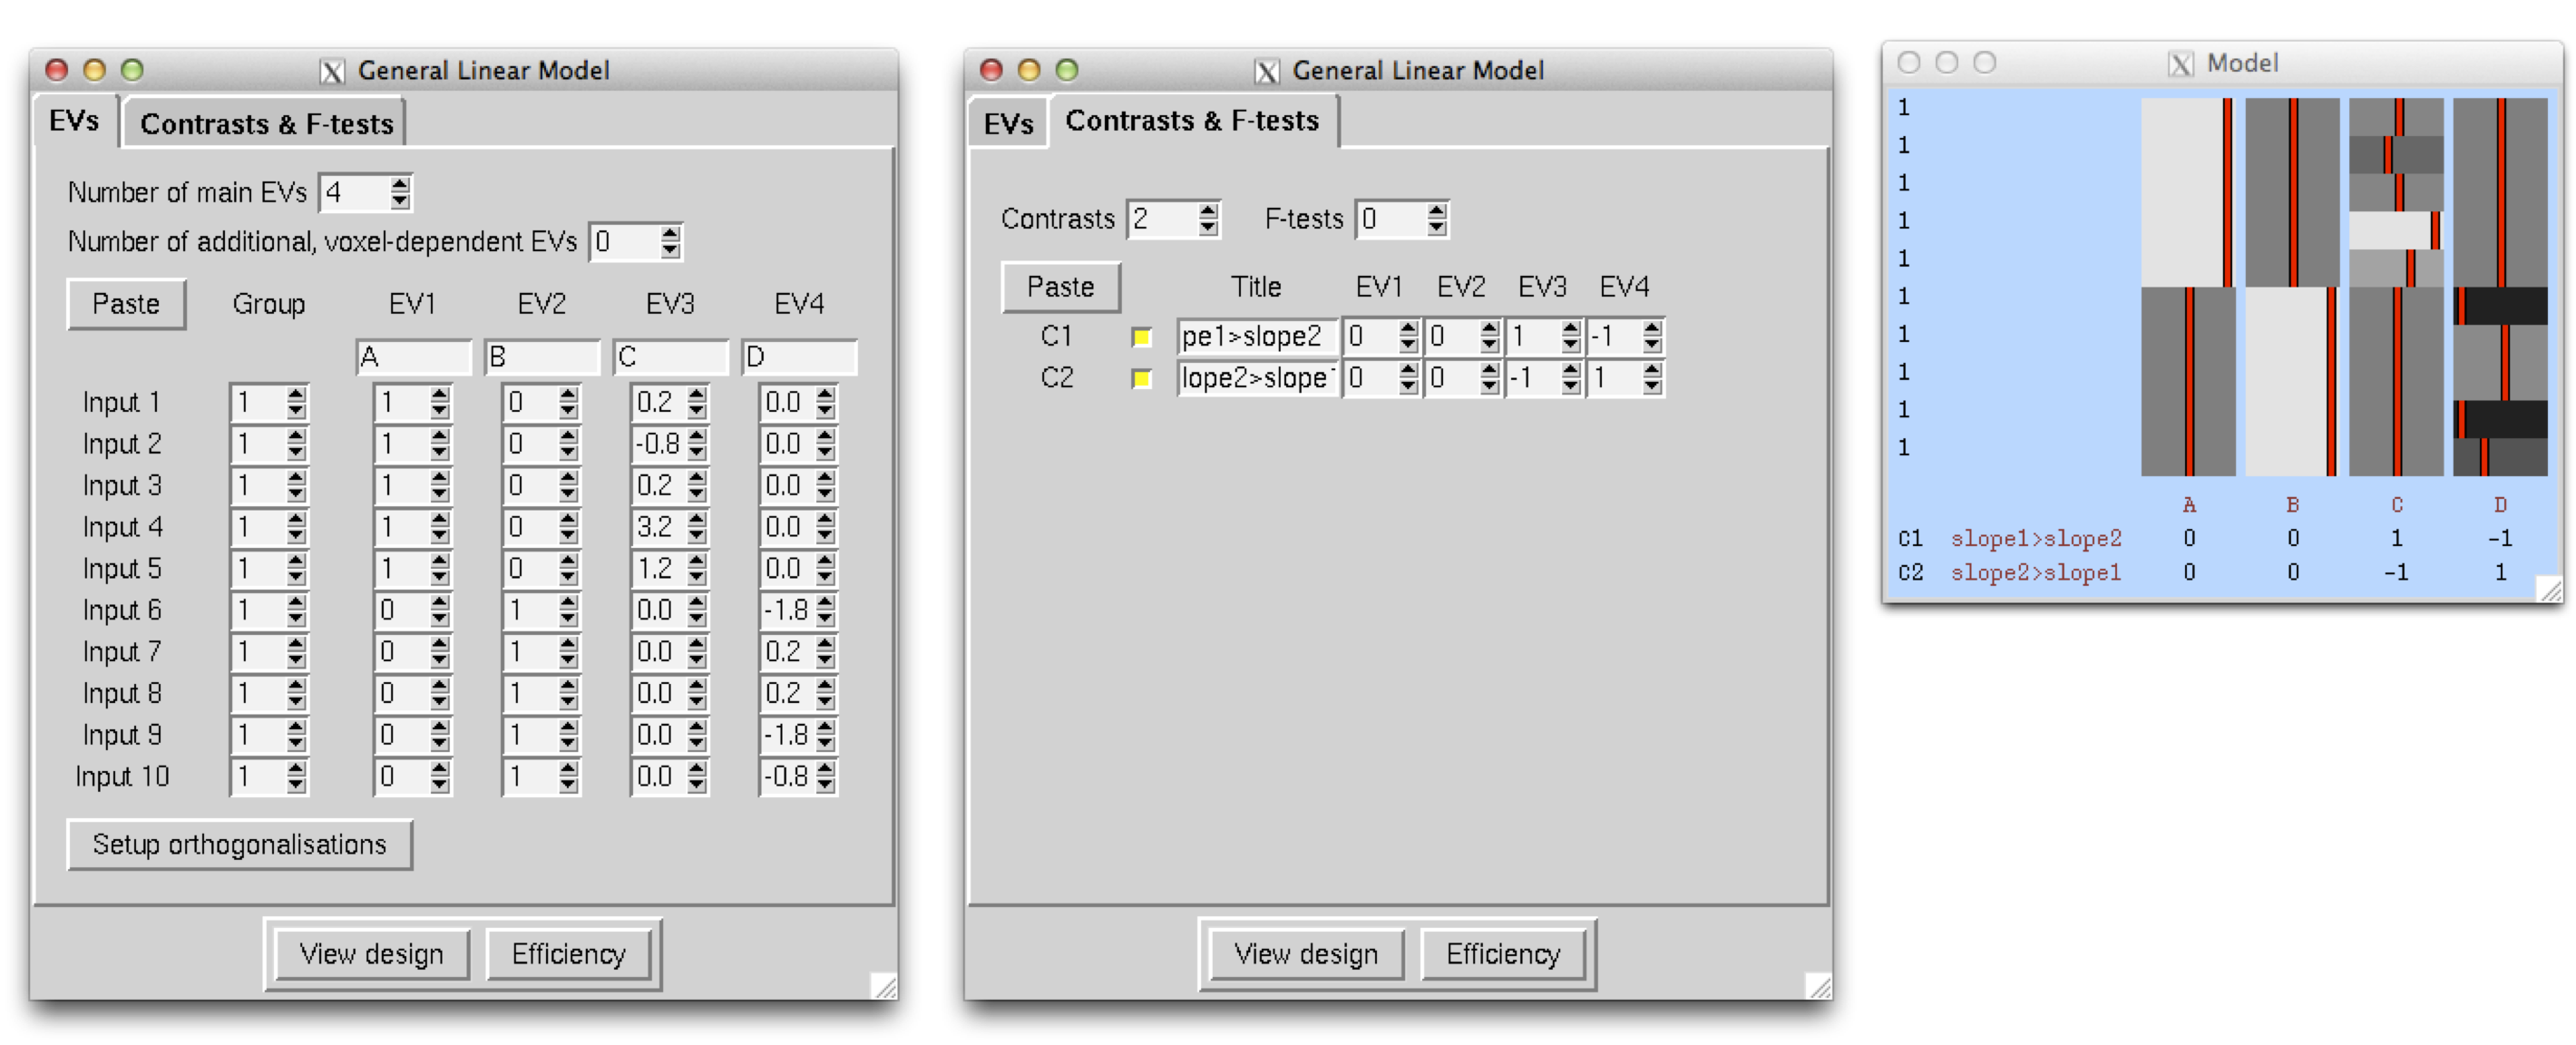 General Linear Model
EVs Contrasts & F-tests
Number of main EVs 4
Number of additional, voxel-dependent EVs 0
Paste Group EV1 EV2 EV3 EV4
A B C D
Input 1 1 1 0 0.2 0.0
Input 2 1 1 0 -0.8 0.0
Input 3 1 1 0 0.2 0.0
Input 4 1 1 0 3.2 0.0
Input 5 1 1 0 1.2 0.0
Input 6 1 0 1 0.0 -1.8
Input 7 1 0 1 0.0 0.2
Input 8 1 0 1 0.0 0.2
Input 9 1 0 1 0.0 -1.8
Input 10 1 0 1 0.0 -0.8
Setup orthogonalisations
View design Efficiency
General Linear Model
EVs Contrasts & F-tests
Contrasts 2 F-tests 0
Paste Title EV1 EV2 EV3 EV4
C1 pe1>slope2 0 0 1 -1
C2 lope2>slope 0 0 -1 1
View design Efficiency
Model
1
1
1
1
1
1
1
1
1
1
A B C D
C1 slope1>slope2 0 0 1 -1
C2 slope2>slope1 0 0 -1 1